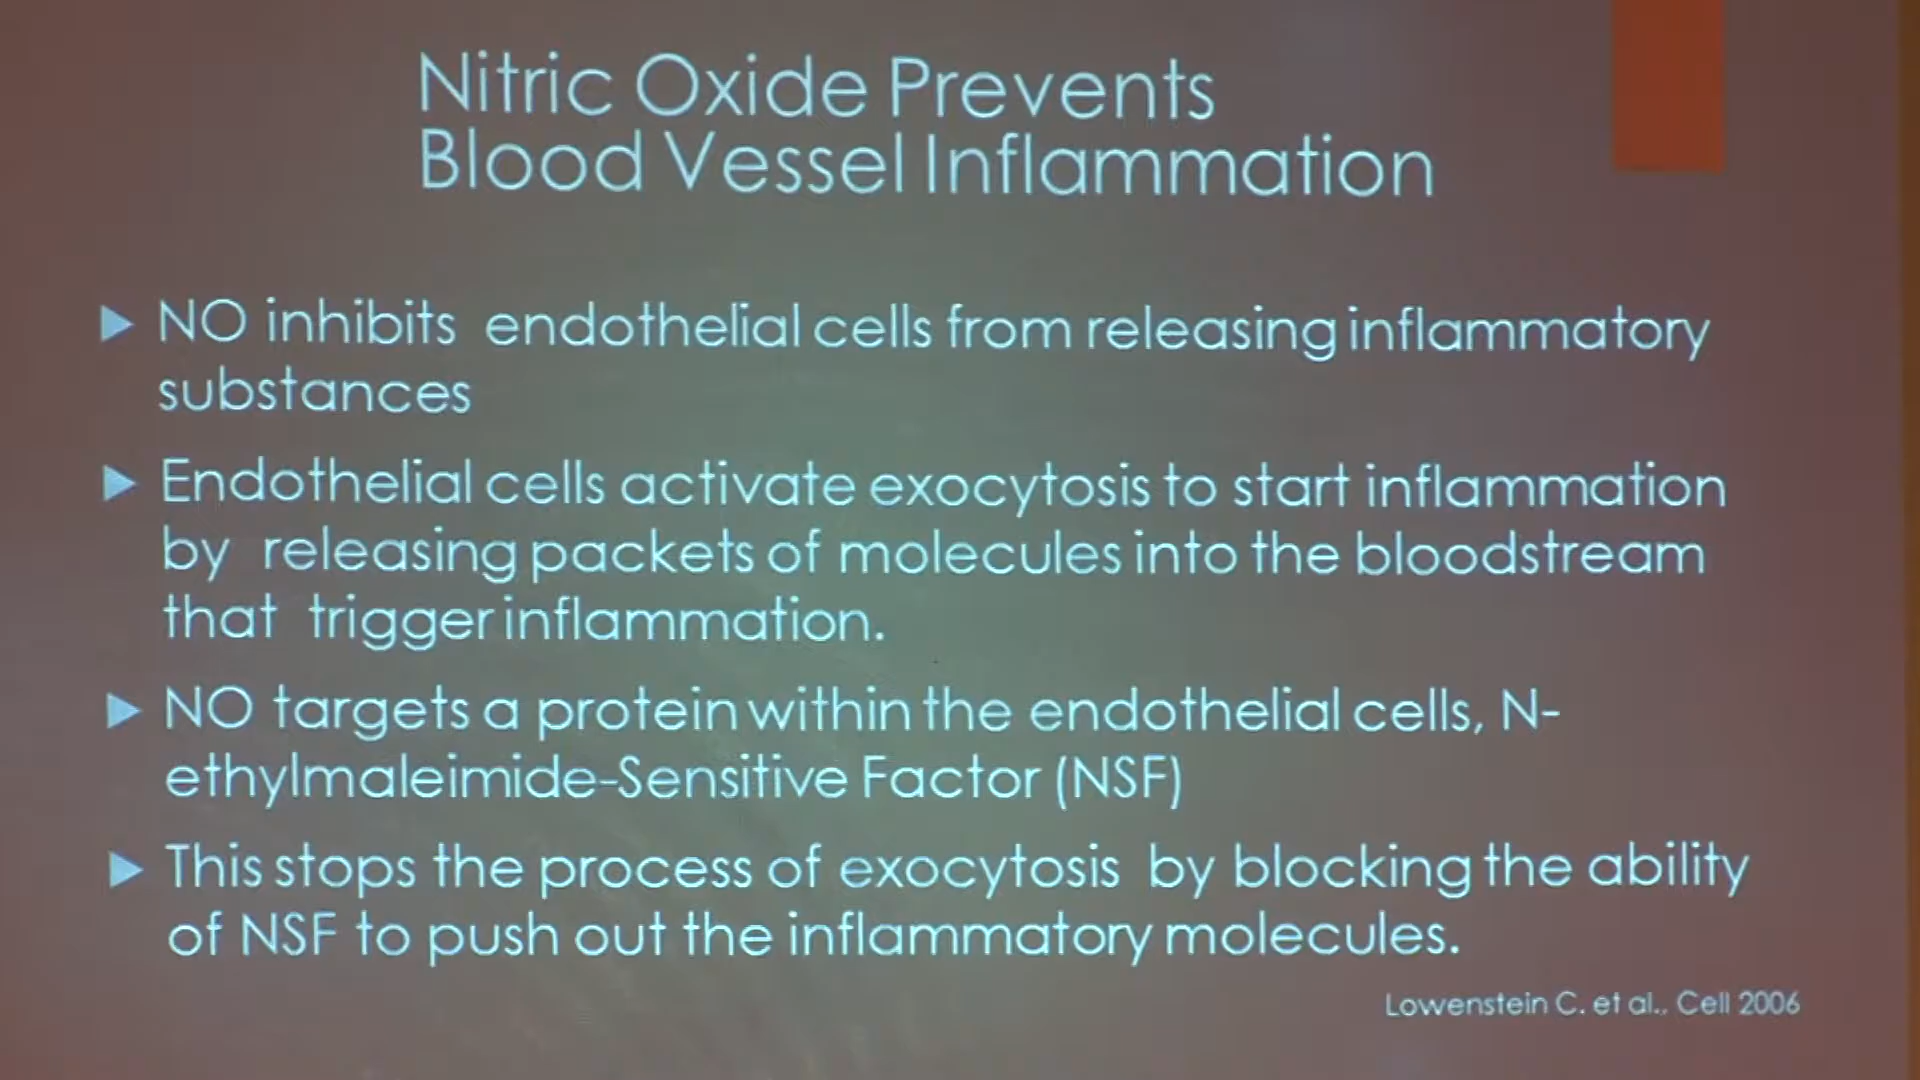 Nitric Oxide Prevents
Blood Vessel Inflammation
NO inhibits endothelial cells from releasing inflammatory
substances
Endothelial cells activate exocytosis to start inflammation
by releasing packets of molecules into the bloodstream
that trigger inflammation.
NO targets a protein within the endothelial cells, N-
ethylmaleimide-Sensitive Factor (NSF)
This stops the process of exocytosis by blocking the ability
of NSF to push out the inflammatory molecules.
Lowenstein C. et al., Cell 2006